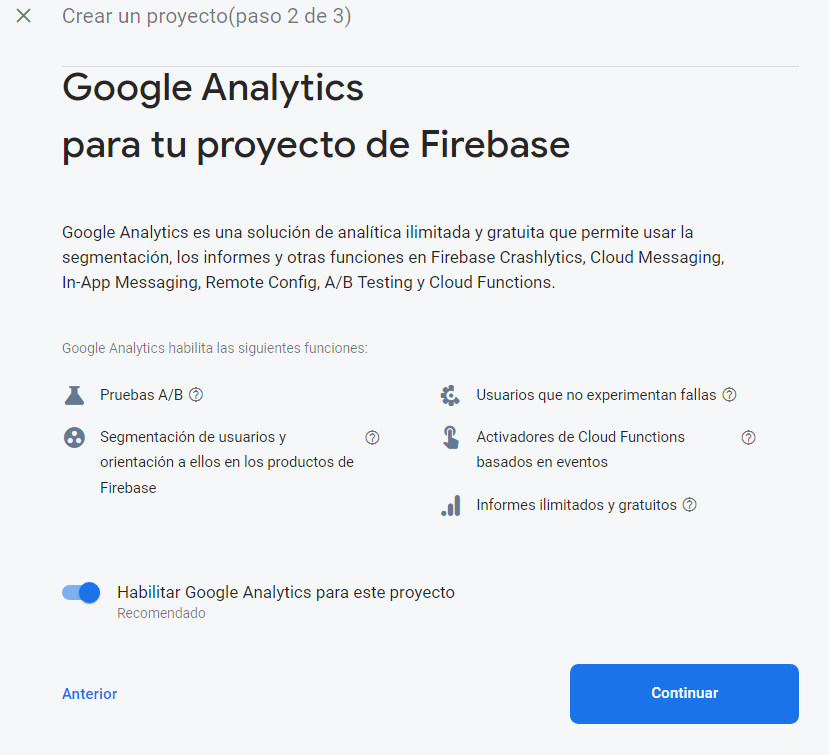 Crear un proyecto(paso 2 de 3)
Google Analytics
para tu proyecto de Firebase
Google Analytics es una solución de analítica ilimitada y gratuita que permite usar la
segmentación, los informes y otras funciones en Firebase Crashlytics, Cloud Messaging,
In-App Messaging, Remote Config, A/B Testing y Cloud Functions.
Google Analytics habilita las siguientes funciones:
Pruebas A/B
Segmentación de usuarios y
orientación a ellos en los productos de
Firebase
Usuarios que no experimentan fallas
Activadores de Cloud Functions
basados en eventos
Informes ilimitados y gratuitos
Habilitar Google Analytics para este proyecto
Recomendado
Anterior
Continuar